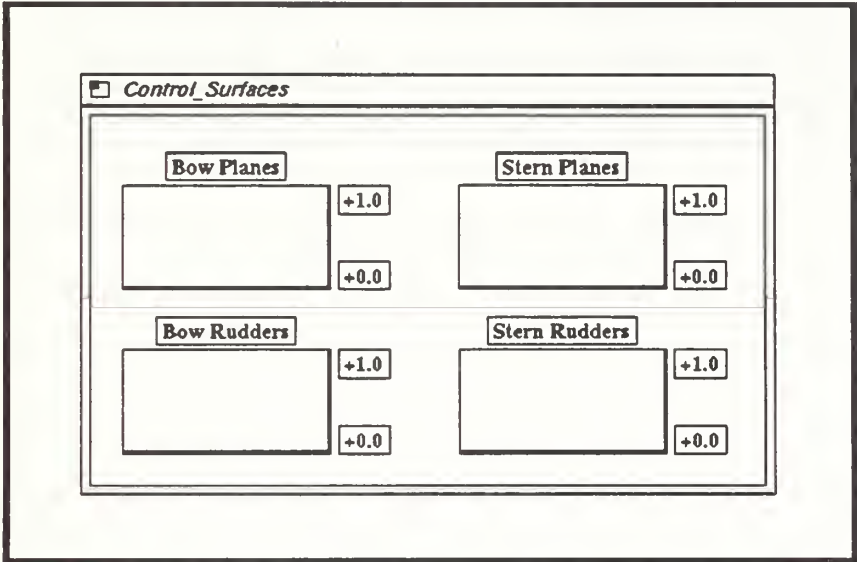 Control_Surfaces
Bow Planes
Stern Planes
+1.0
+1.0
+0.0
+0.0
Bow Rudders
Stern Rudders
+1.0
+1.0
+0.0
+0.0